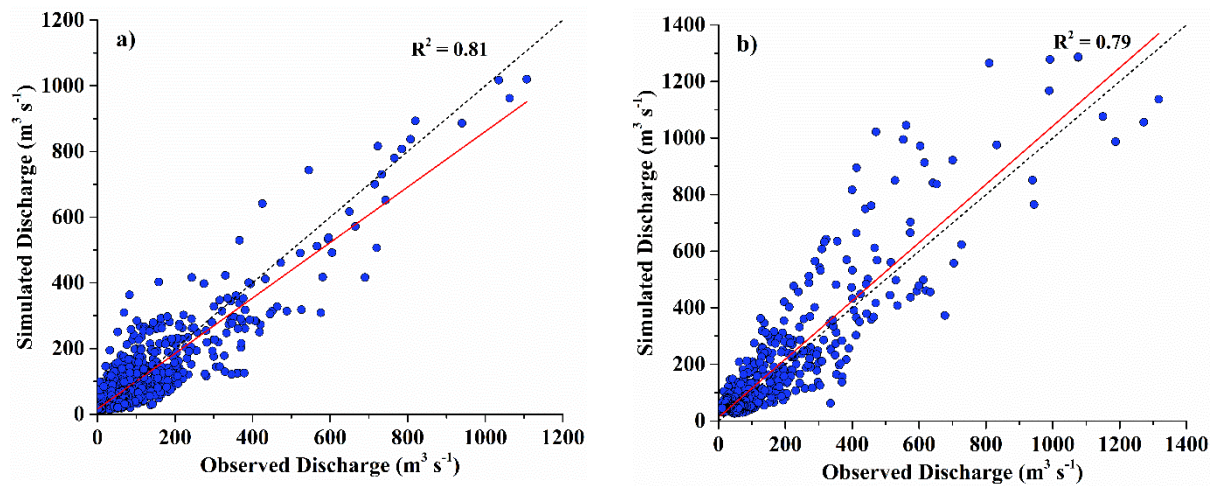 a)
R² = 0.81
Simulated Discharge (m³ s⁻¹)
1200
1000
800
600
400
200
0
0 200 400 600 800 1000 1200
Observed Discharge (m³ s⁻¹)
b)
R² = 0.79
Simulated Discharge (m³ s⁻¹)
1400
1200
1000
800
600
400
200
0
0 200 400 600 800 1000 1200 1400
Observed Discharge (m³ s⁻¹)